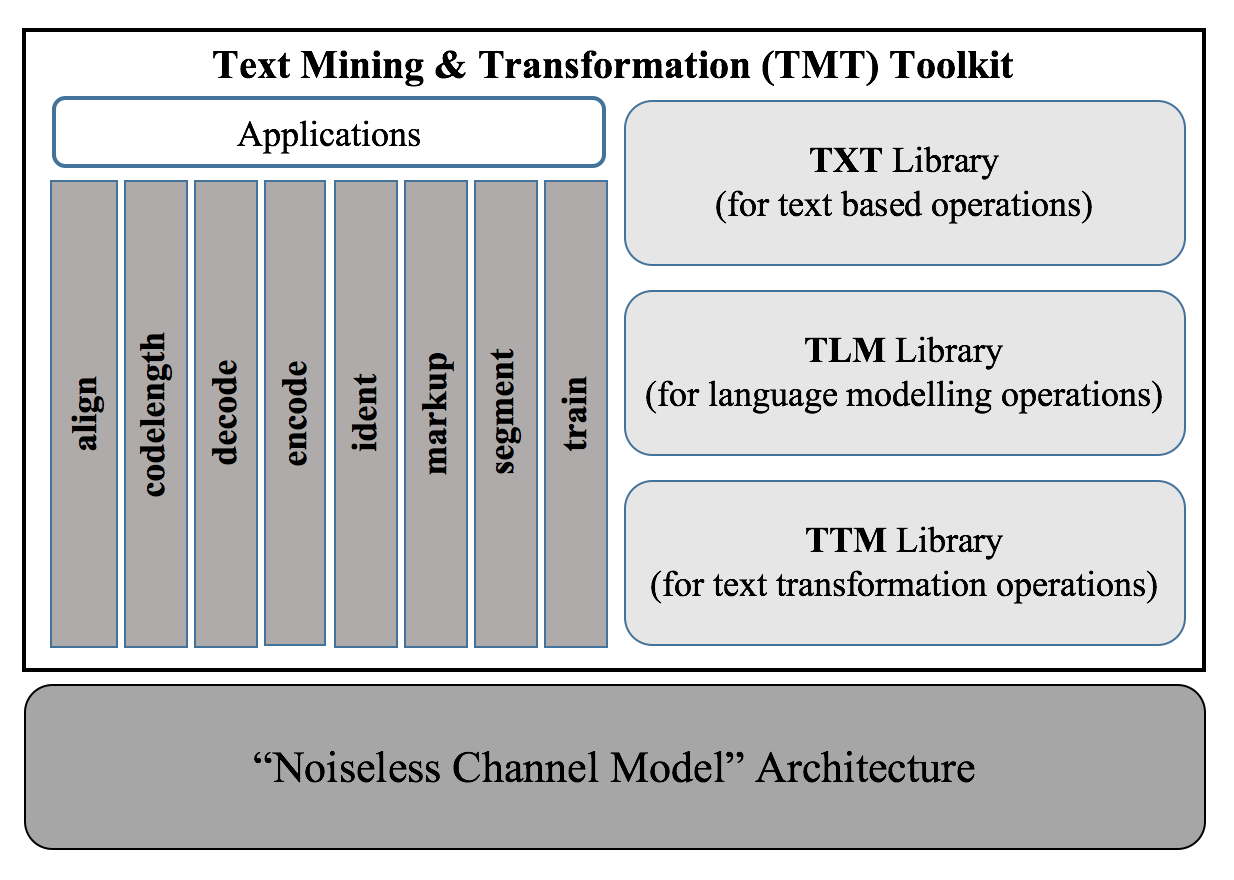 Text Mining & Transformation (TMT) Toolkit
Applications
align
codelength
decode
encode
ident
markup
segment
train
TXT Library
(for text based operations)
TLM Library
(for language modelling operations)
TTM Library
(for text transformation operations)
“Noiseless Channel Model” Architecture